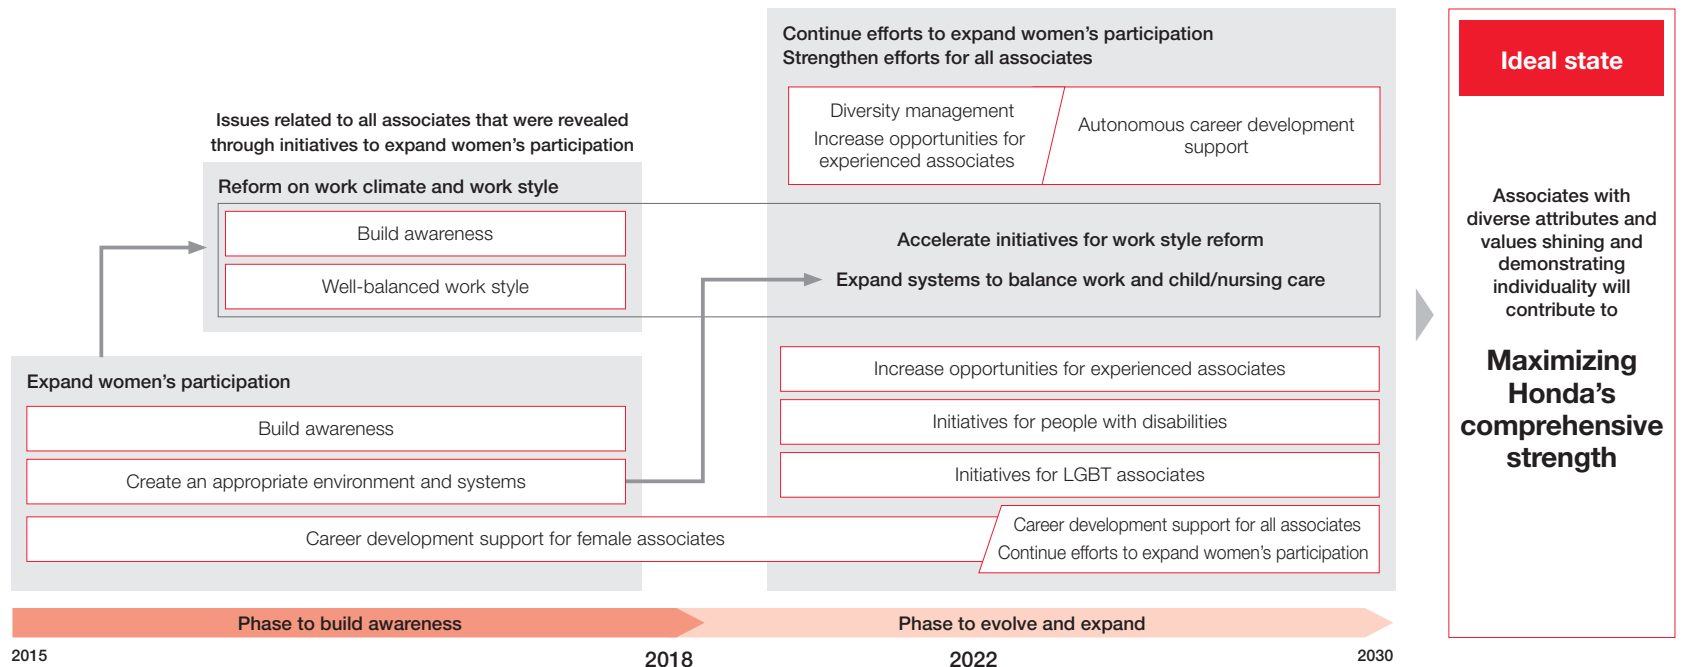 Continue efforts to expand women’s participation
Strengthen efforts for all associates
Diversity management
Increase opportunities for
experienced associates
Autonomous career development
support
Issues related to all associates that were revealed
through initiatives to expand women’s participation
Reform on work climate and work style
Build awareness
Well-balanced work style
Accelerate initiatives for work style reform
Expand systems to balance work and child/nursing care
Expand women’s participation
Build awareness
Create an appropriate environment and systems
Career development support for female associates
Increase opportunities for experienced associates
Initiatives for people with disabilities
Initiatives for LGBT associates
Career development support for all associates
Continue efforts to expand women’s participation
Phase to build awareness
Phase to evolve and expand
2015
2018
2022
2030
Ideal state
Associates with
diverse attributes and
values shining and
demonstrating
individuality will
contribute to
Maximizing
Honda’s
comprehensive
strength